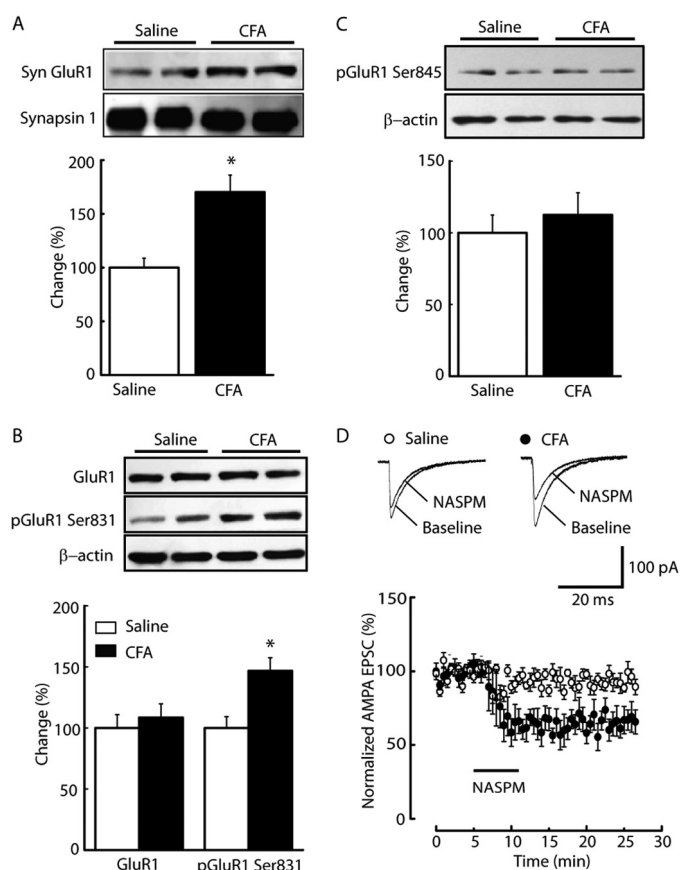 A
Saline CFA
Syn GluR1
Synapsin 1
200
150
100
50
0
Change (%)
*
Saline CFA
B
Saline CFA
GluR1
pGluR1 Ser831
β–actin
200
150
100
50
0
Change (%)
Saline
CFA
*
GluR1 pGluR1 Ser831
C
Saline CFA
pGluR1 Ser845
β–actin
150
100
50
0
Change (%)
Saline CFA
D
Saline CFA
NASPM NASPM
Baseline Baseline
100 pA
20 ms
150
100
50
0
Normalized AMPA EPSC (%)
NASPM
0 5 10 15 20 25 30
Time (min)